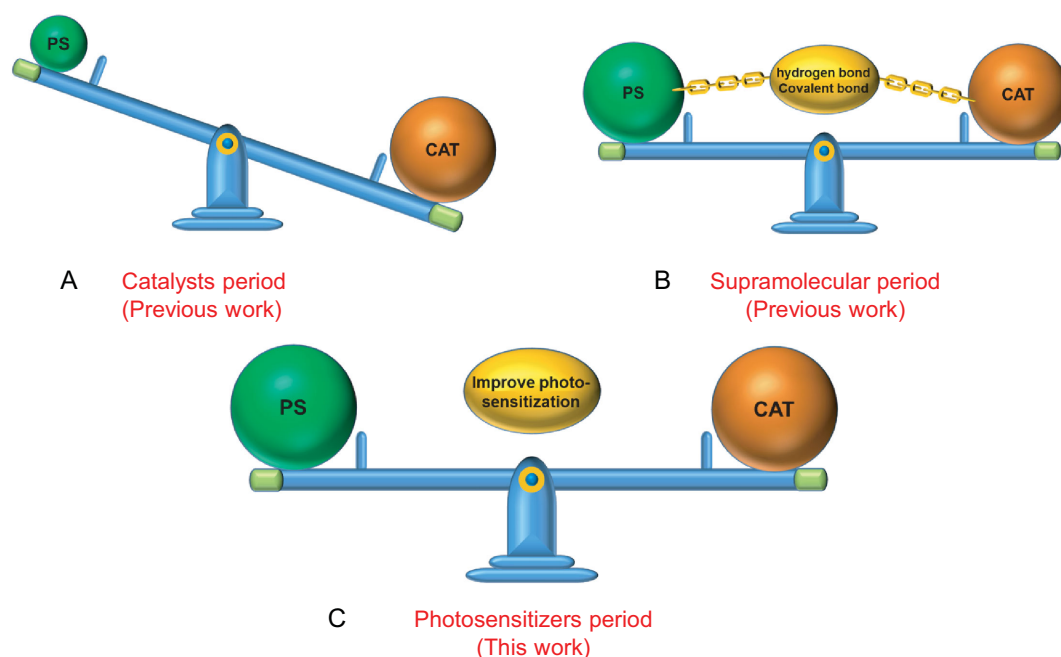 PS
CAT
A
Catalysts period
(Previous work)
PS
hydrogen bond
Covalent bond
CAT
B
Supramolecular period
(Previous work)
PS
Improve photo-
sensitization
CAT
C
Photosensitizers period
(This work)